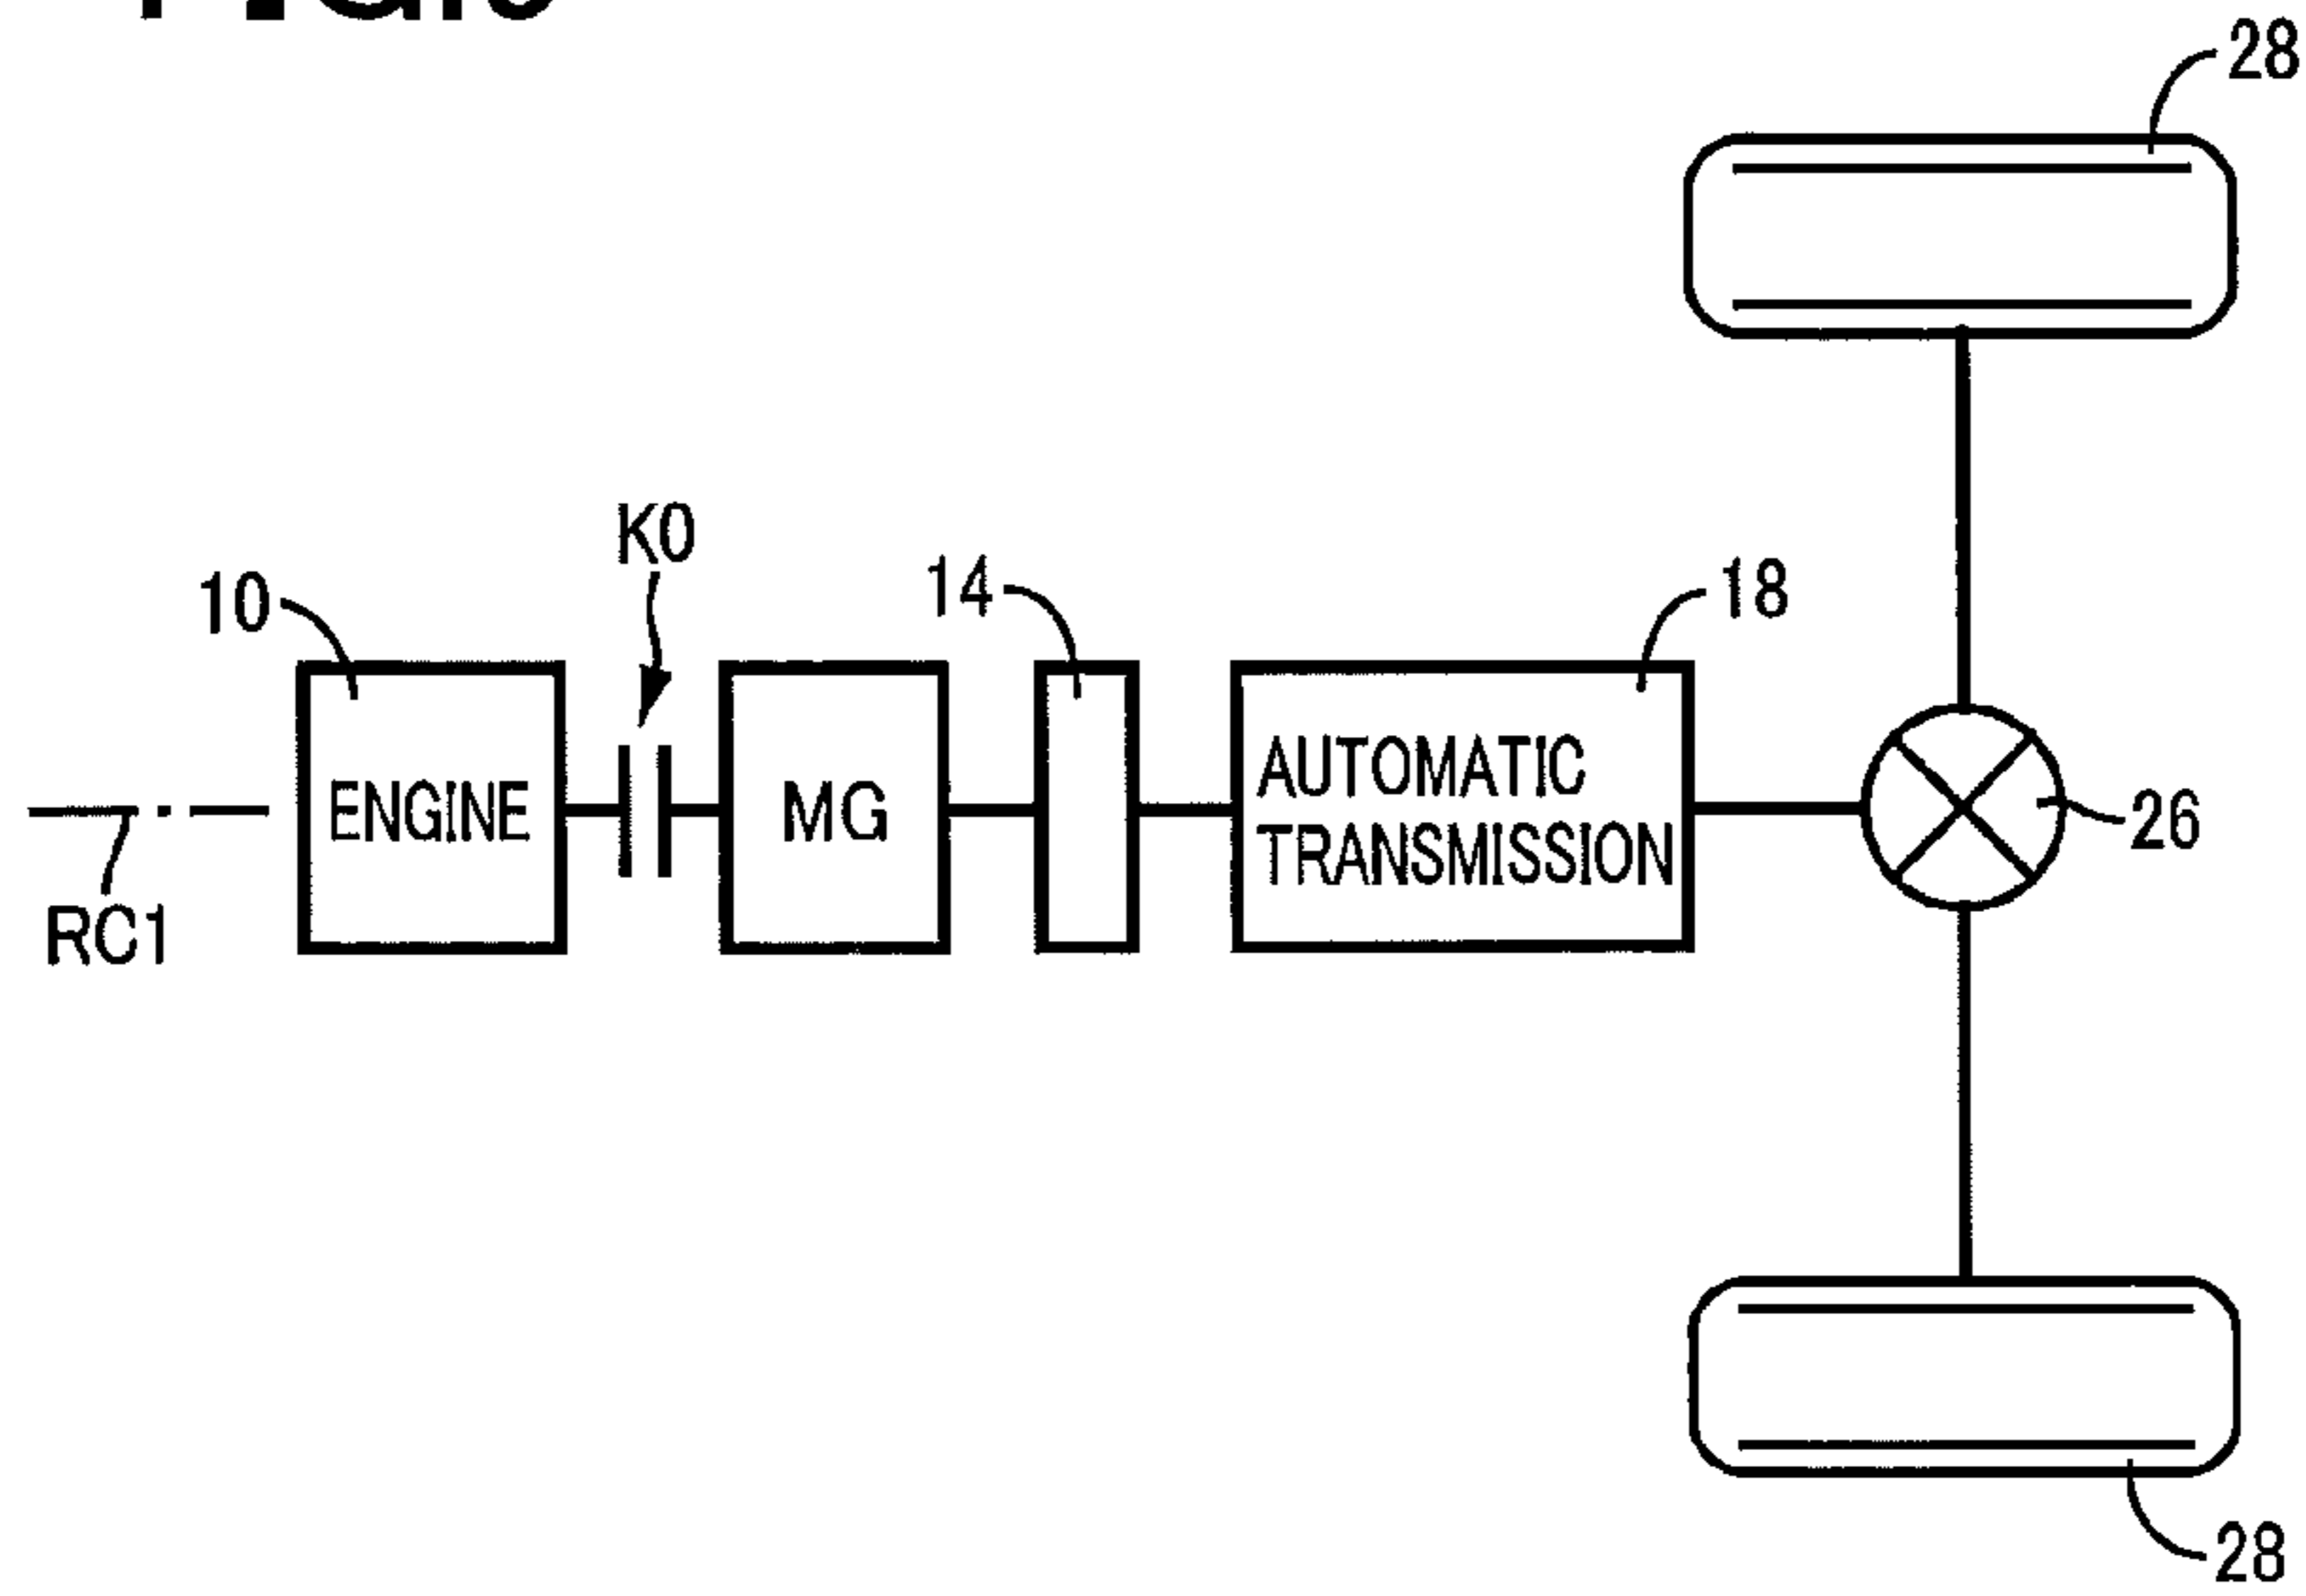 28
K0
10
14
18
ENGINE
MG
AUTOMATIC
TRANSMISSION
26
RC1
28